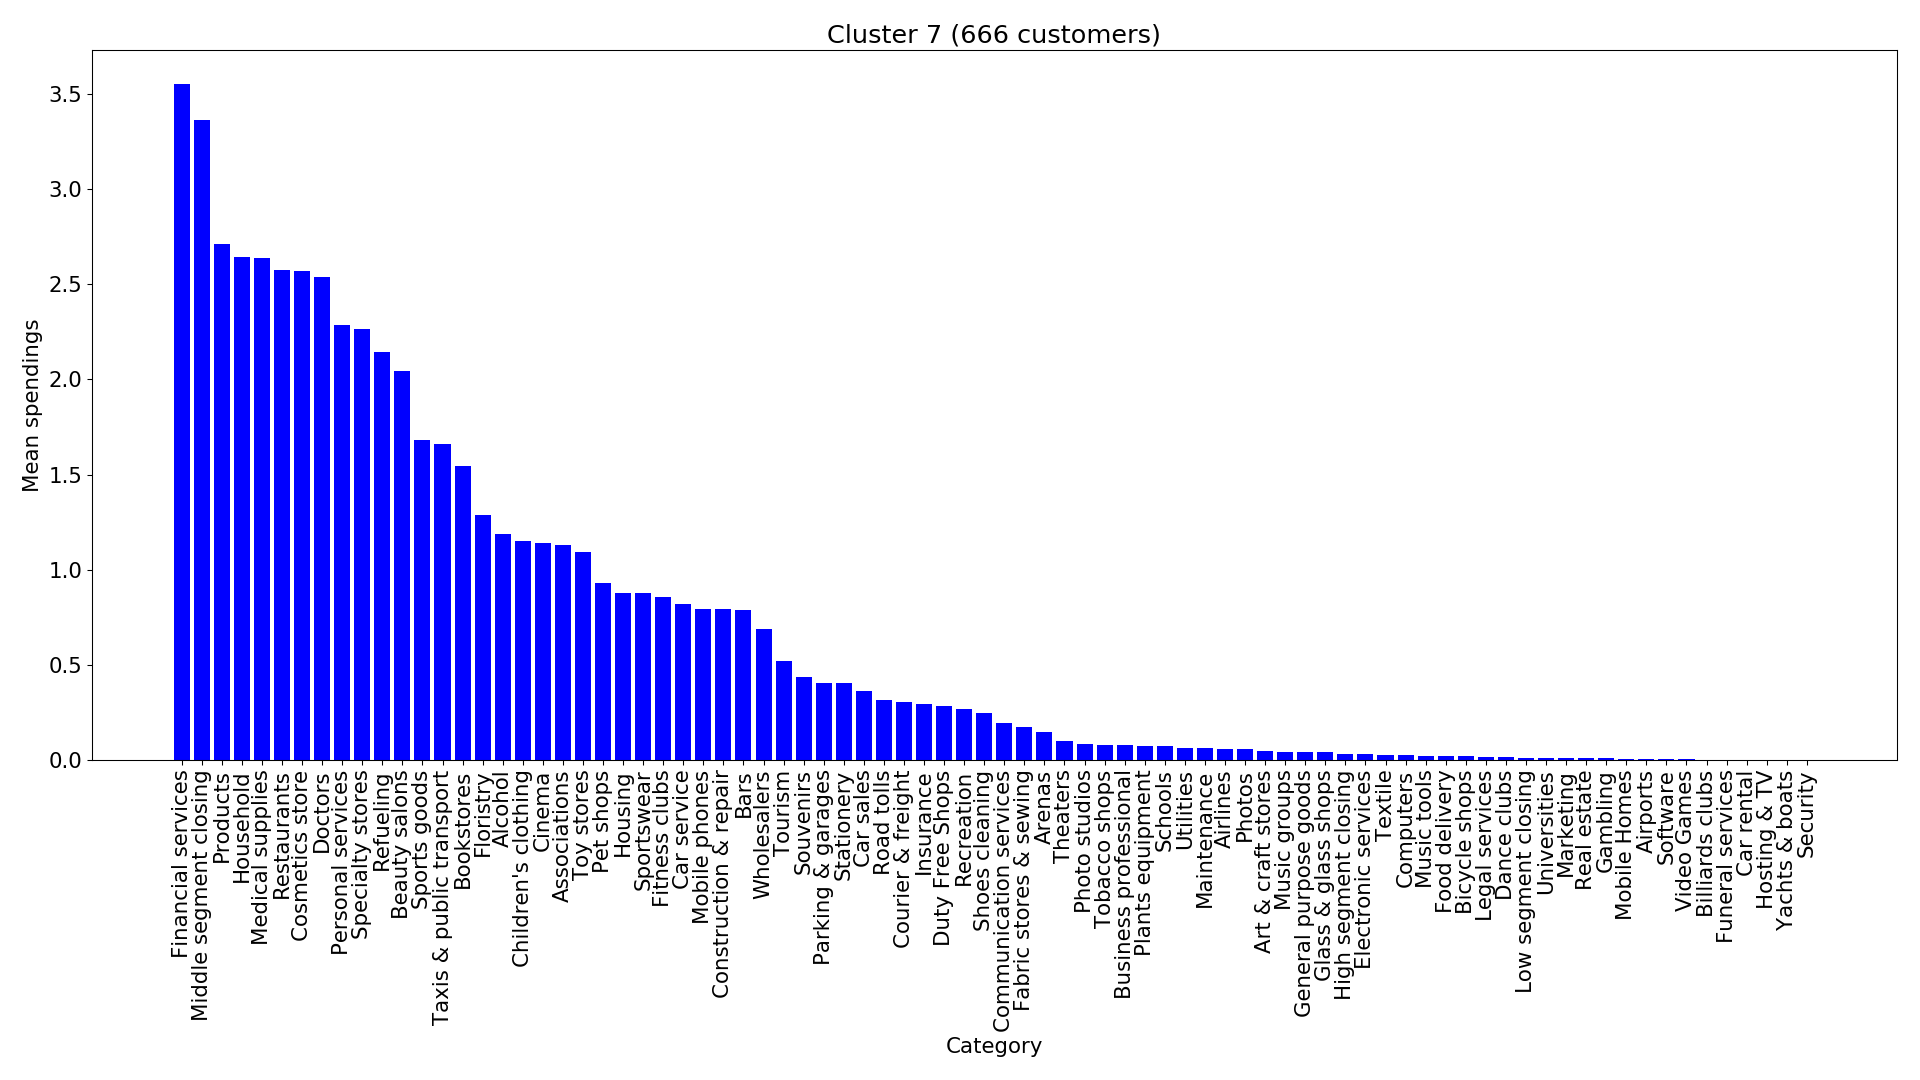 Cluster 7 (666 customers)
Mean spendings
3.5
3.0
2.5
2.0
1.5
1.0
0.5
0.0
Financial services
Middle segment closing
Products
Household
Medical supplies
Restaurants
Cosmetics store
Doctors
Personal services
Specialty stores
Refueling
Beauty salons
Sports goods
Taxis & public transport
Bookstores
Floristry
Alcohol
Children's clothing
Cinema
Associations
Toy stores
Pet shops
Housing
Sportswear
Fitness clubs
Car service
Mobile phones
Construction & repair
Bars
Wholesalers
Tourism
Souvenirs
Parking & garages
Stationery
Car sales
Road tolls
Courier & freight
Insurance
Duty Free Shops
Recreation
Shoes cleaning
Communication services
Fabric stores & sewing
Arenas
Theaters
Photo studios
Tobacco shops
Business professional
Plants equipment
Schools
Utilities
Maintenance
Airlines
Photos
Art & craft stores
Music groups
General purpose goods
Glass & glass shops
High segment closing
Electronic services
Textile
Computers
Music tools
Food delivery
Bicycle shops
Legal services
Dance clubs
Low segment closing
Universities
Marketing
Real estate
Gambling
Mobile Homes
Airports
Software
Video Games
Billiards clubs
Funeral services
Car rental
Hosting & TV
Yachts & boats
Security
Category